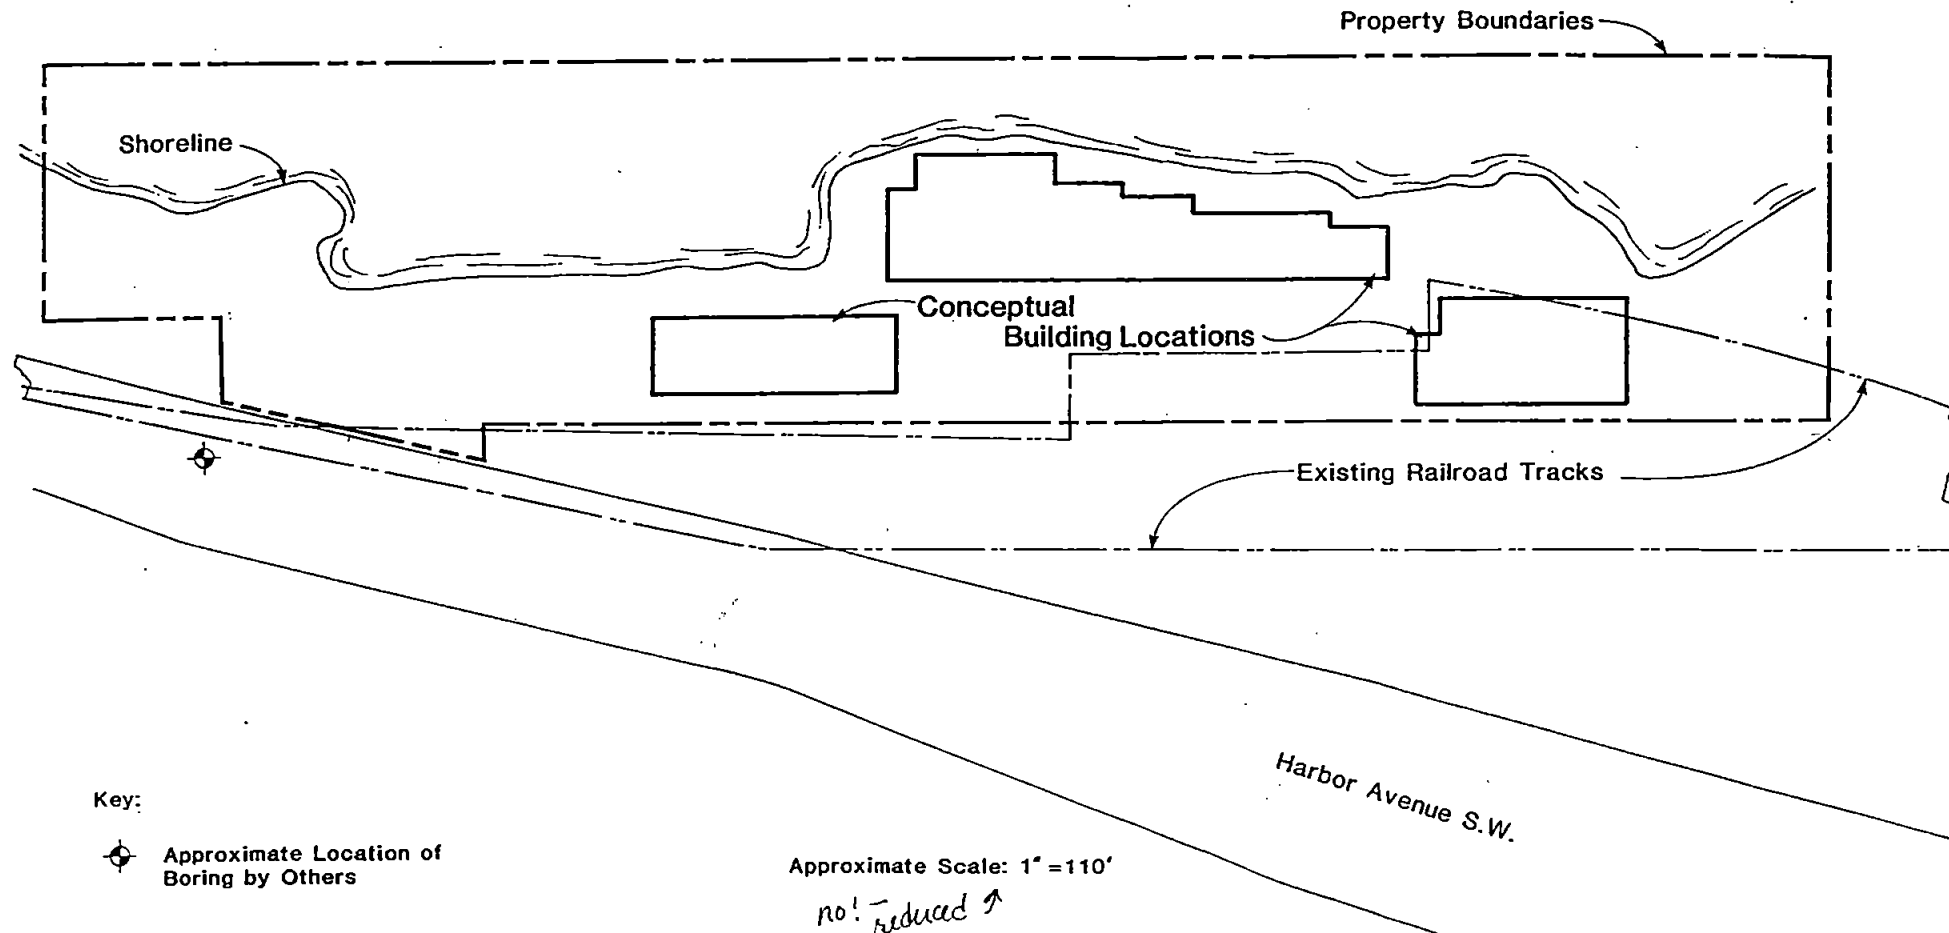 Property Boundaries
Shoreline
Conceptual
Building Locations
Existing Railroad Tracks
Harbor Avenue S.W.
Key:
Approximate Location of
Boring by Others
Approximate Scale: 1"=110'
no! – reduced ↑